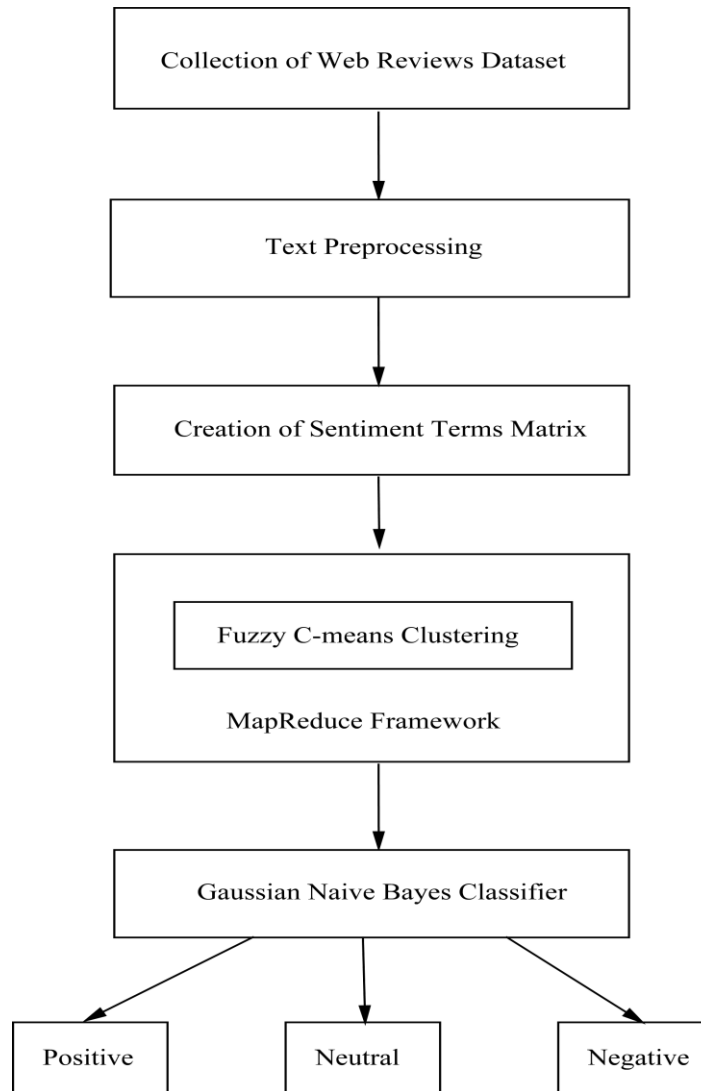 Collection of Web Reviews Dataset
Text Preprocessing
Creation of Sentiment Terms Matrix
Fuzzy C-means Clustering
MapReduce Framework
Gaussian Naive Bayes Classifier
Positive
Neutral
Negative